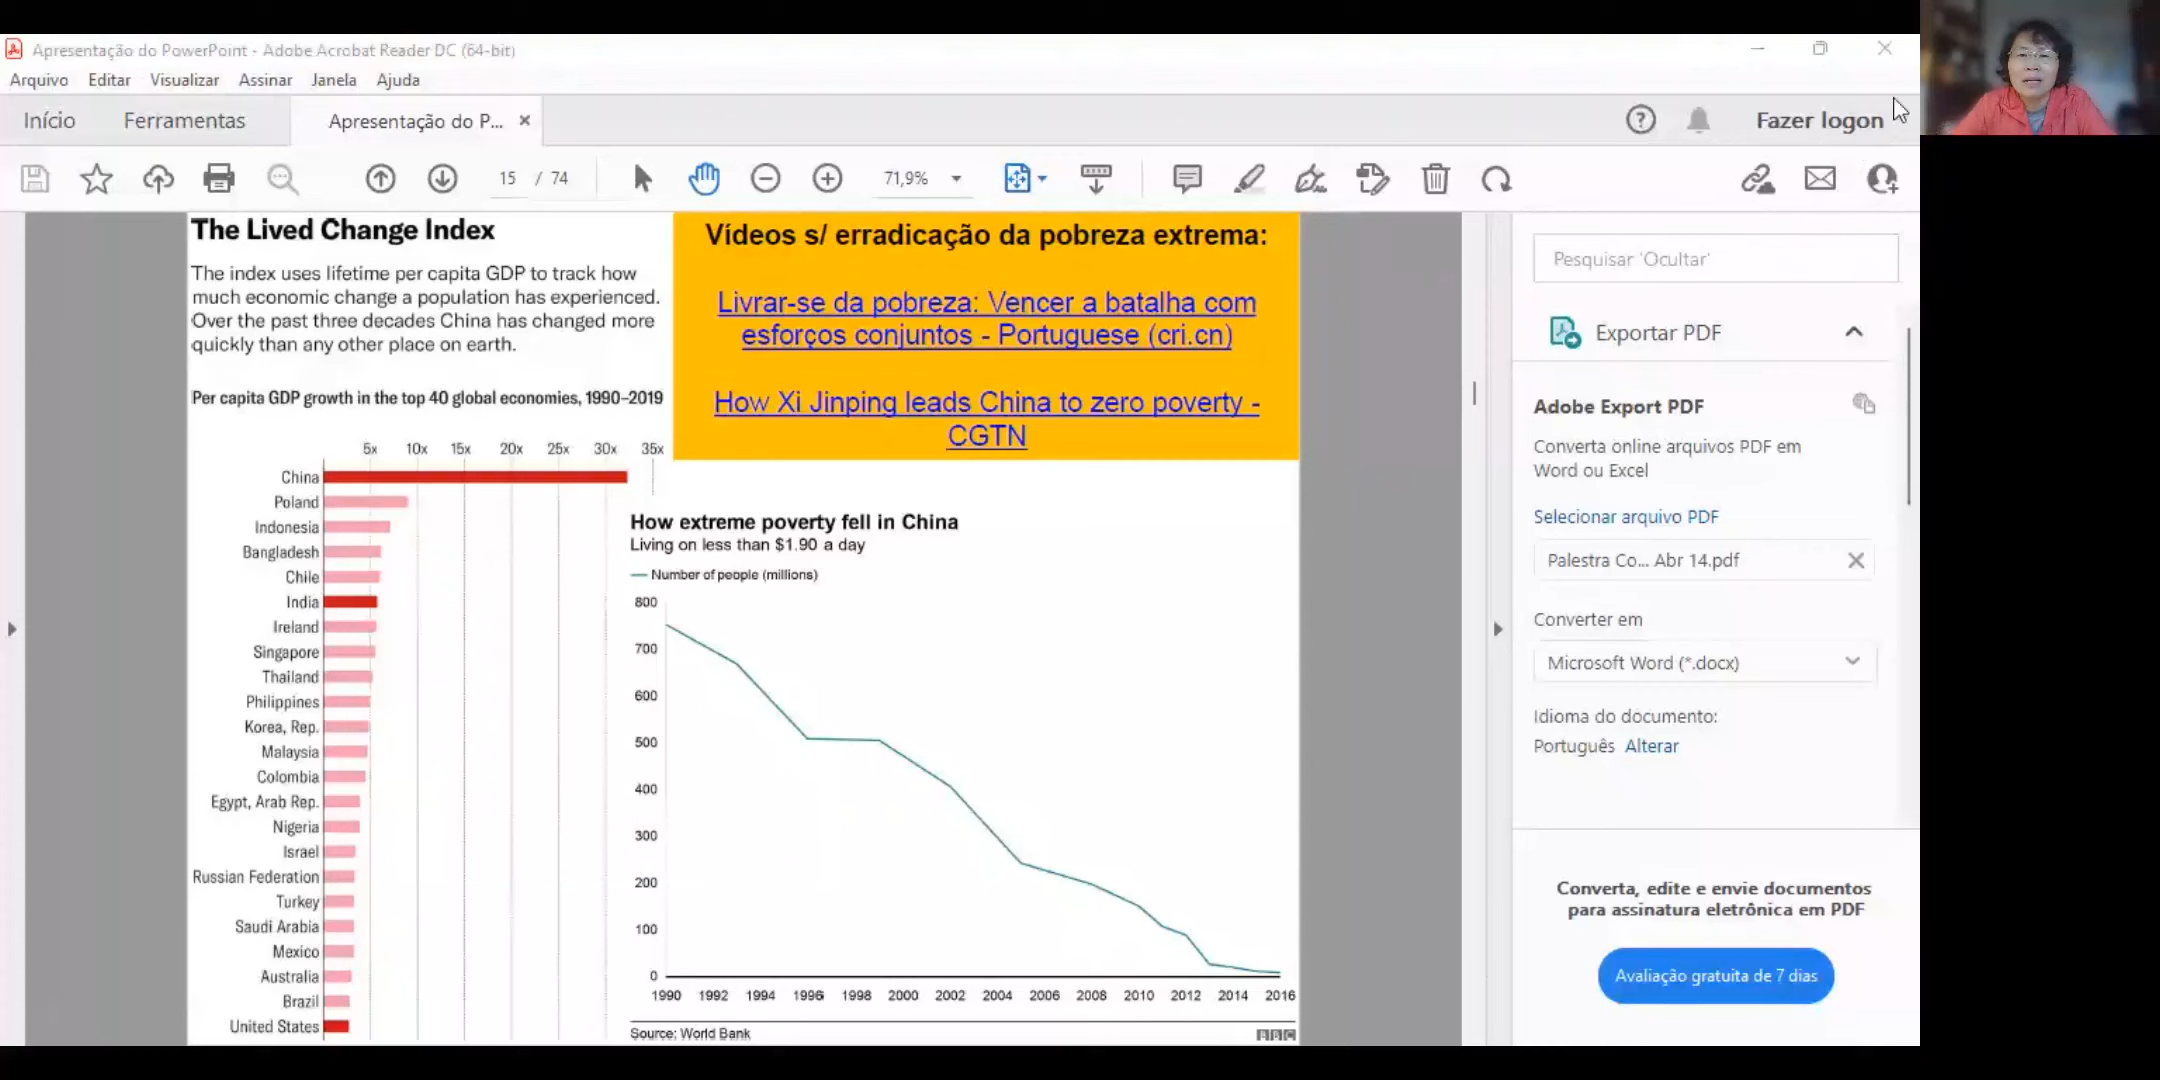 Apresentação do PowerPoint - Adobe Acrobat Reader DC (64-bit)
Arquivo Editar Visualizar Assinar Janela Ajuda
Início Ferramentas Apresentação do P... ×
Fazer logon
15 / 74 71,9%
The Lived Change Index
The index uses lifetime per capita GDP to track how
much economic change a population has experienced.
Over the past three decades China has changed more
quickly than any other place on earth.
Per capita GDP growth in the top 40 global economies, 1990–2019
5x 10x 15x 20x 25x 30x 35x
China
Poland
Indonesia
Bangladesh
Chile
India
Ireland
Singapore
Thailand
Philippines
Korea, Rep.
Malaysia
Colombia
Egypt, Arab Rep.
Nigeria
Israel
Russian Federation
Turkey
Saudi Arabia
Mexico
Australia
Brazil
United States
Vídeos s/ erradicação da pobreza extrema:
Livrar-se da pobreza: Vencer a batalha com
esforços conjuntos - Portuguese (cri.cn)
How Xi Jinping leads China to zero poverty -
CGTN
How extreme poverty fell in China
Living on less than $1.90 a day
Number of people (millions)
800
700
600
500
400
300
200
100
0
1990 1992 1994 1996 1998 2000 2002 2004 2006 2008 2010 2012 2014 2016
Source: World Bank
BBC
Pesquisar 'Ocultar'
Exportar PDF
Adobe Export PDF
Converta online arquivos PDF em
Word ou Excel
Selecionar arquivo PDF
Palestra Co... Abr 14.pdf
Converter em
Microsoft Word (*.docx)
Idioma do documento:
Português Alterar
Converta, edite e envie documentos
para assinatura eletrônica em PDF
Avaliação gratuita de 7 dias